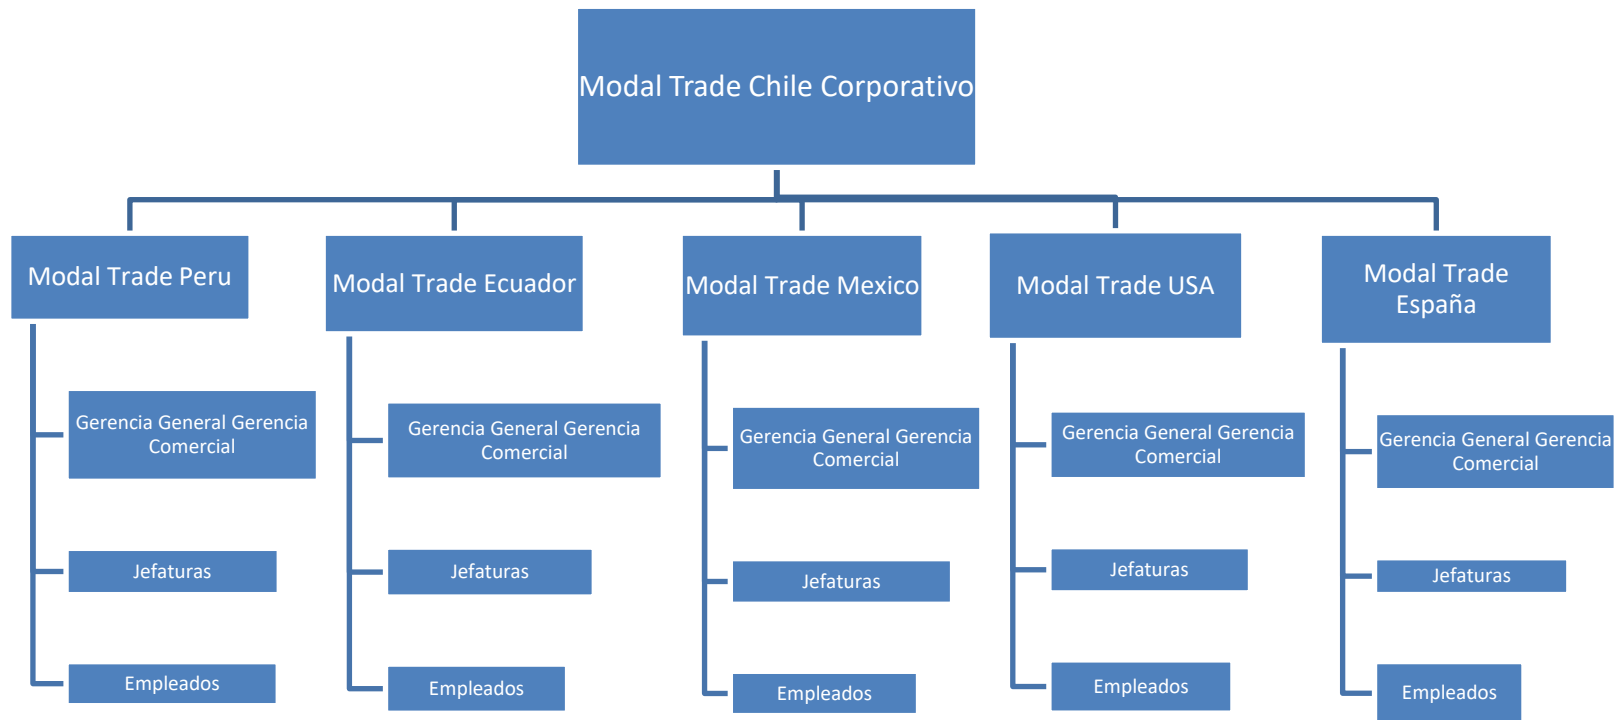 Modal Trade Chile Corporativo
Modal Trade Peru
Modal Trade Ecuador
Modal Trade Mexico
Modal Trade USA
Modal Trade
España
Gerencia General Gerencia
Comercial
Gerencia General Gerencia
Comercial
Gerencia General Gerencia
Comercial
Gerencia General Gerencia
Comercial
Gerencia General Gerencia
Comercial
Jefaturas
Jefaturas
Jefaturas
Jefaturas
Jefaturas
Empleados
Empleados
Empleados
Empleados
Empleados